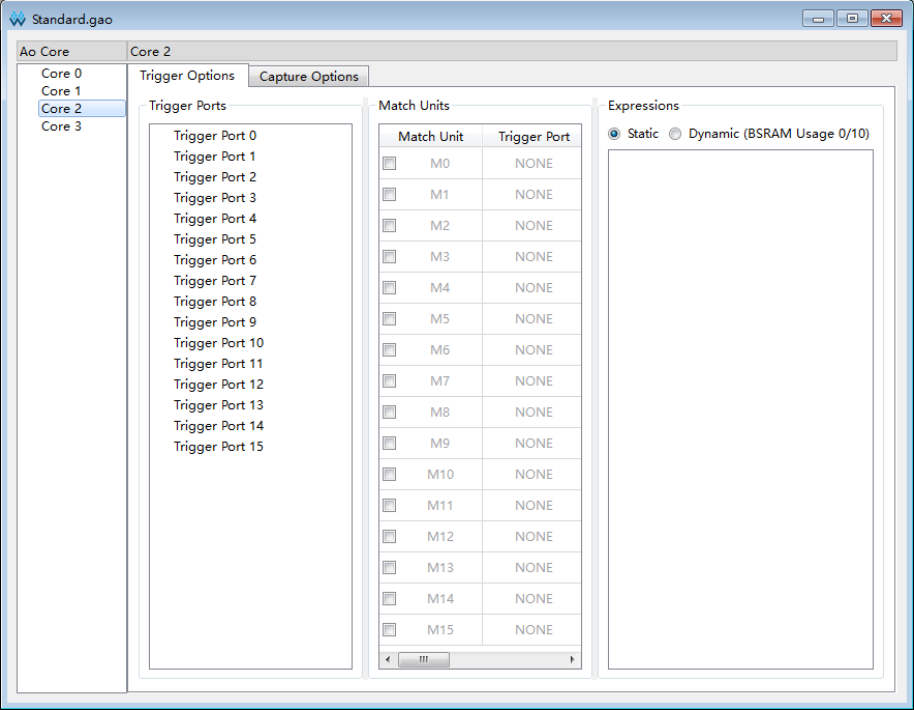 Standard.gao
Ao Core
Core 2
Core 0
Core 1
Core 2
Core 3
Trigger Options
Capture Options
Trigger Ports
Trigger Port 0
Trigger Port 1
Trigger Port 2
Trigger Port 3
Trigger Port 4
Trigger Port 5
Trigger Port 6
Trigger Port 7
Trigger Port 8
Trigger Port 9
Trigger Port 10
Trigger Port 11
Trigger Port 12
Trigger Port 13
Trigger Port 14
Trigger Port 15
Match Units
Match Unit Trigger Port
M0 NONE
M1 NONE
M2 NONE
M3 NONE
M4 NONE
M5 NONE
M6 NONE
M7 NONE
M8 NONE
M9 NONE
M10 NONE
M11 NONE
M12 NONE
M13 NONE
M14 NONE
M15 NONE
Expressions
Static Dynamic (BSRAM Usage 0/10)